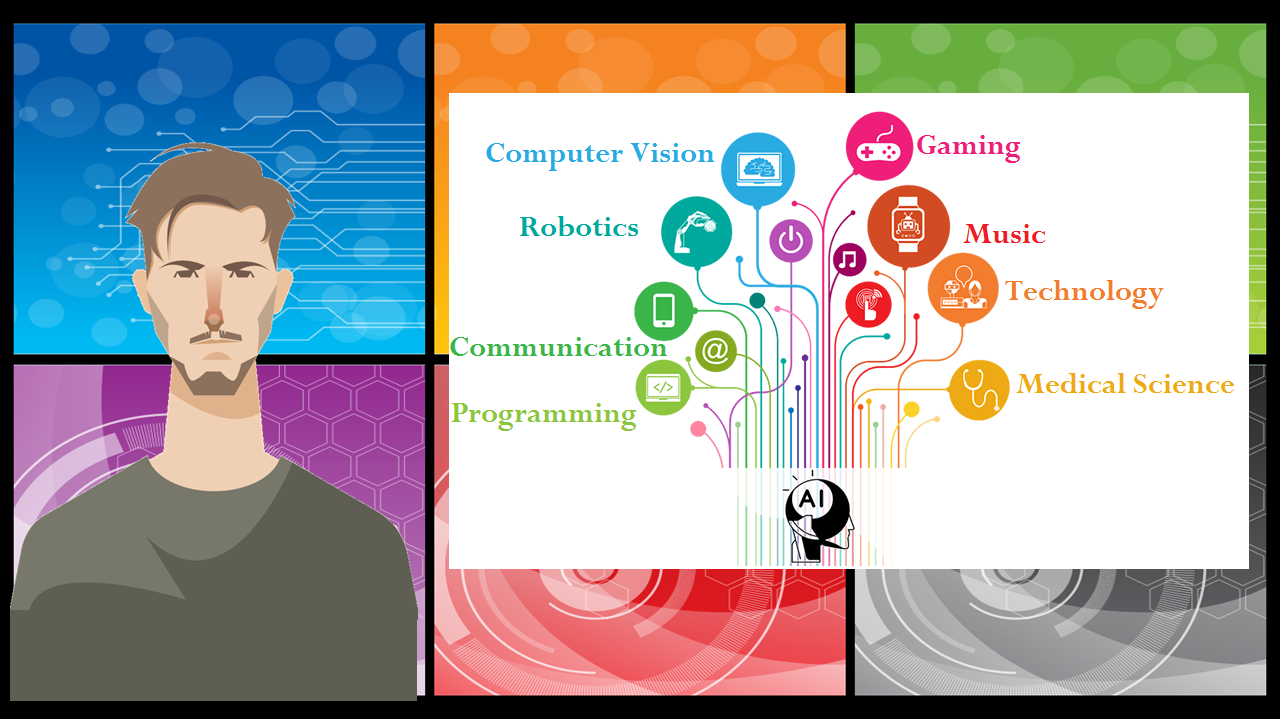 Computer Vision
Gaming
Robotics
Music
Technology
Communication
@
Medical Science
</>
Programming
AI